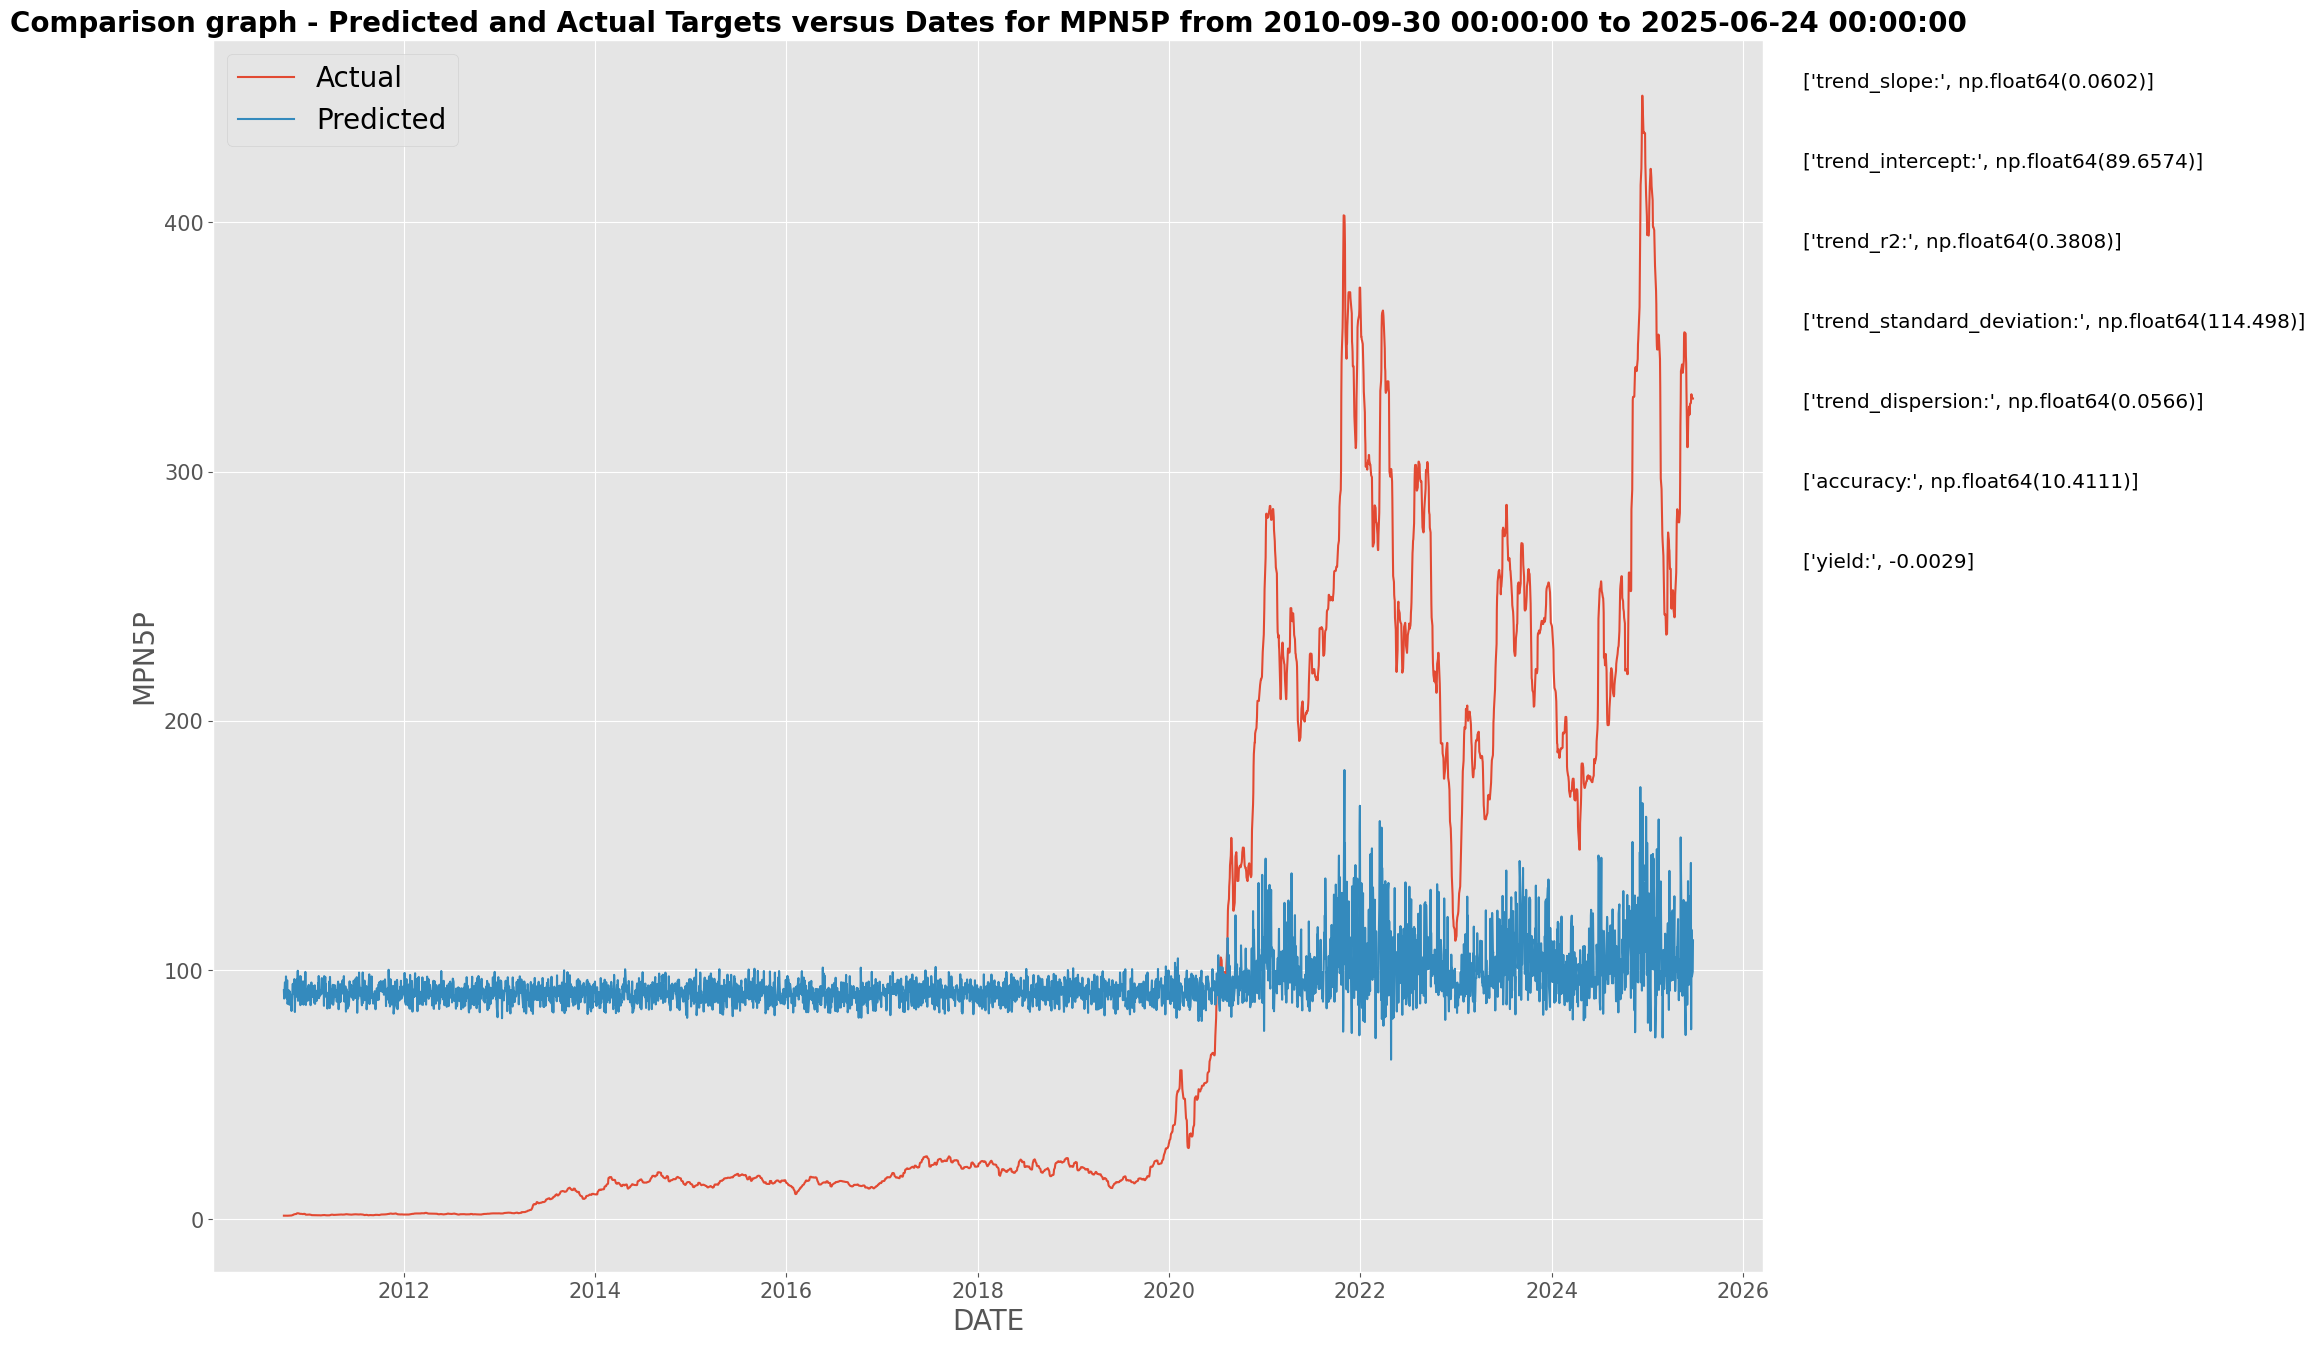 Comparison graph - Predicted and Actual Targets versus Dates for MPN5P from 2010-09-30 00:00:00 to 2025-06-24 00:00:00
Actual
Predicted
['trend_slope:', np.float64(0.0602)]
['trend_intercept:', np.float64(89.6574)]
['trend_r2:', np.float64(0.3808)]
['trend_standard_deviation:', np.float64(114.498)]
['trend_dispersion:', np.float64(0.0566)]
['accuracy:', np.float64(10.4111)]
['yield:', -0.0029]
MPN5P
400
300
200
100
0
2012 2014 2016 2018 2020 2022 2024 2026
DATE